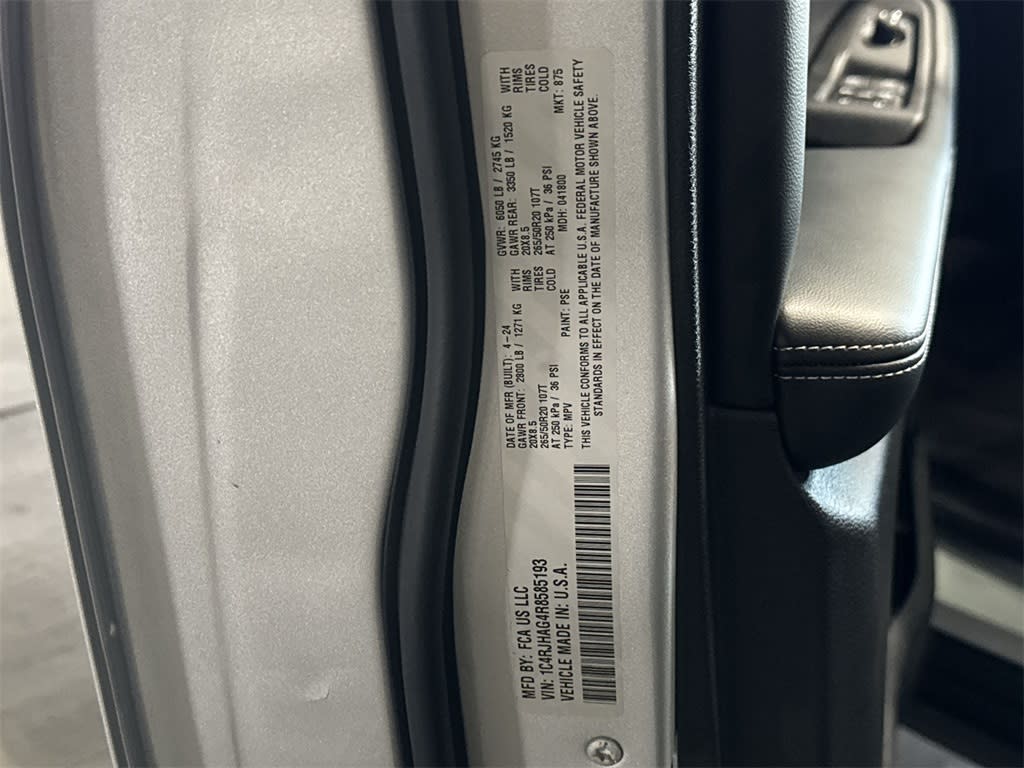 MFD BY: FCA US LLC
VIN: 1C4RJHAG4R8585193
VEHICLE MADE IN: U.S.A.
DATE OF MFR (BUILT): 4-24
GAWR FRONT: 2800 LB / 1271 KG WITH
20X8.5 RIMS
265/50R20 107T TIRES
AT 250 kPa / 36 PSI COLD
TYPE: MPV PAINT: PSE
GVWR: 6050 LB / 2745 KG
GAWR REAR: 3350 LB / 1520 KG WITH
20X8.5 RIMS
265/50R20 107T TIRES
AT 250 kPa / 36 PSI COLD
MDH: 041800 MKT: 875
THIS VEHICLE CONFORMS TO ALL APPLICABLE U.S.A. FEDERAL MOTOR VEHICLE SAFETY
STANDARDS IN EFFECT ON THE DATE OF MANUFACTURE SHOWN ABOVE.